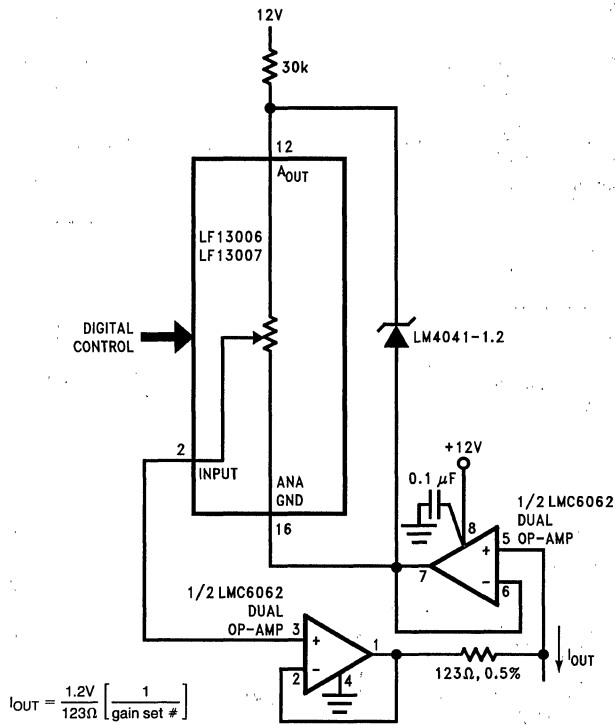 12V
30k
12
AOUT
LF13006
LF13007
DIGITAL
CONTROL
LM4041-1.2
2
INPUT
ANA
GND
16
+12V
0.1 μF
8
1/2 LMC6062
DUAL
OP-AMP
5
+
7
−
6
1/2 LMC6062
DUAL
OP-AMP
3
+
1
−
2
4
123Ω, 0.5%
IOUT
IOUT = 1.2V/123Ω [1/gain set #]